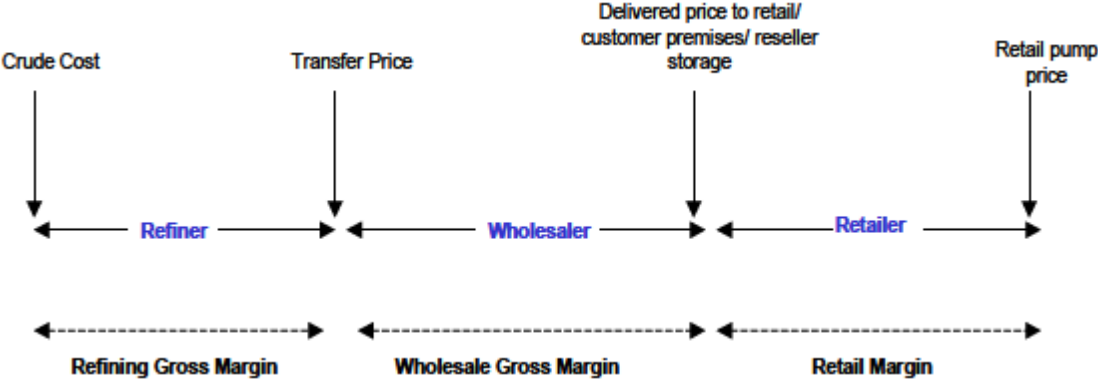 Crude Cost
Transfer Price
Delivered price to retail/
customer premises/ reseller
storage
Retail pump
price
Refiner
Wholesaler
Retailer
Refining Gross Margin
Wholesale Gross Margin
Retail Margin